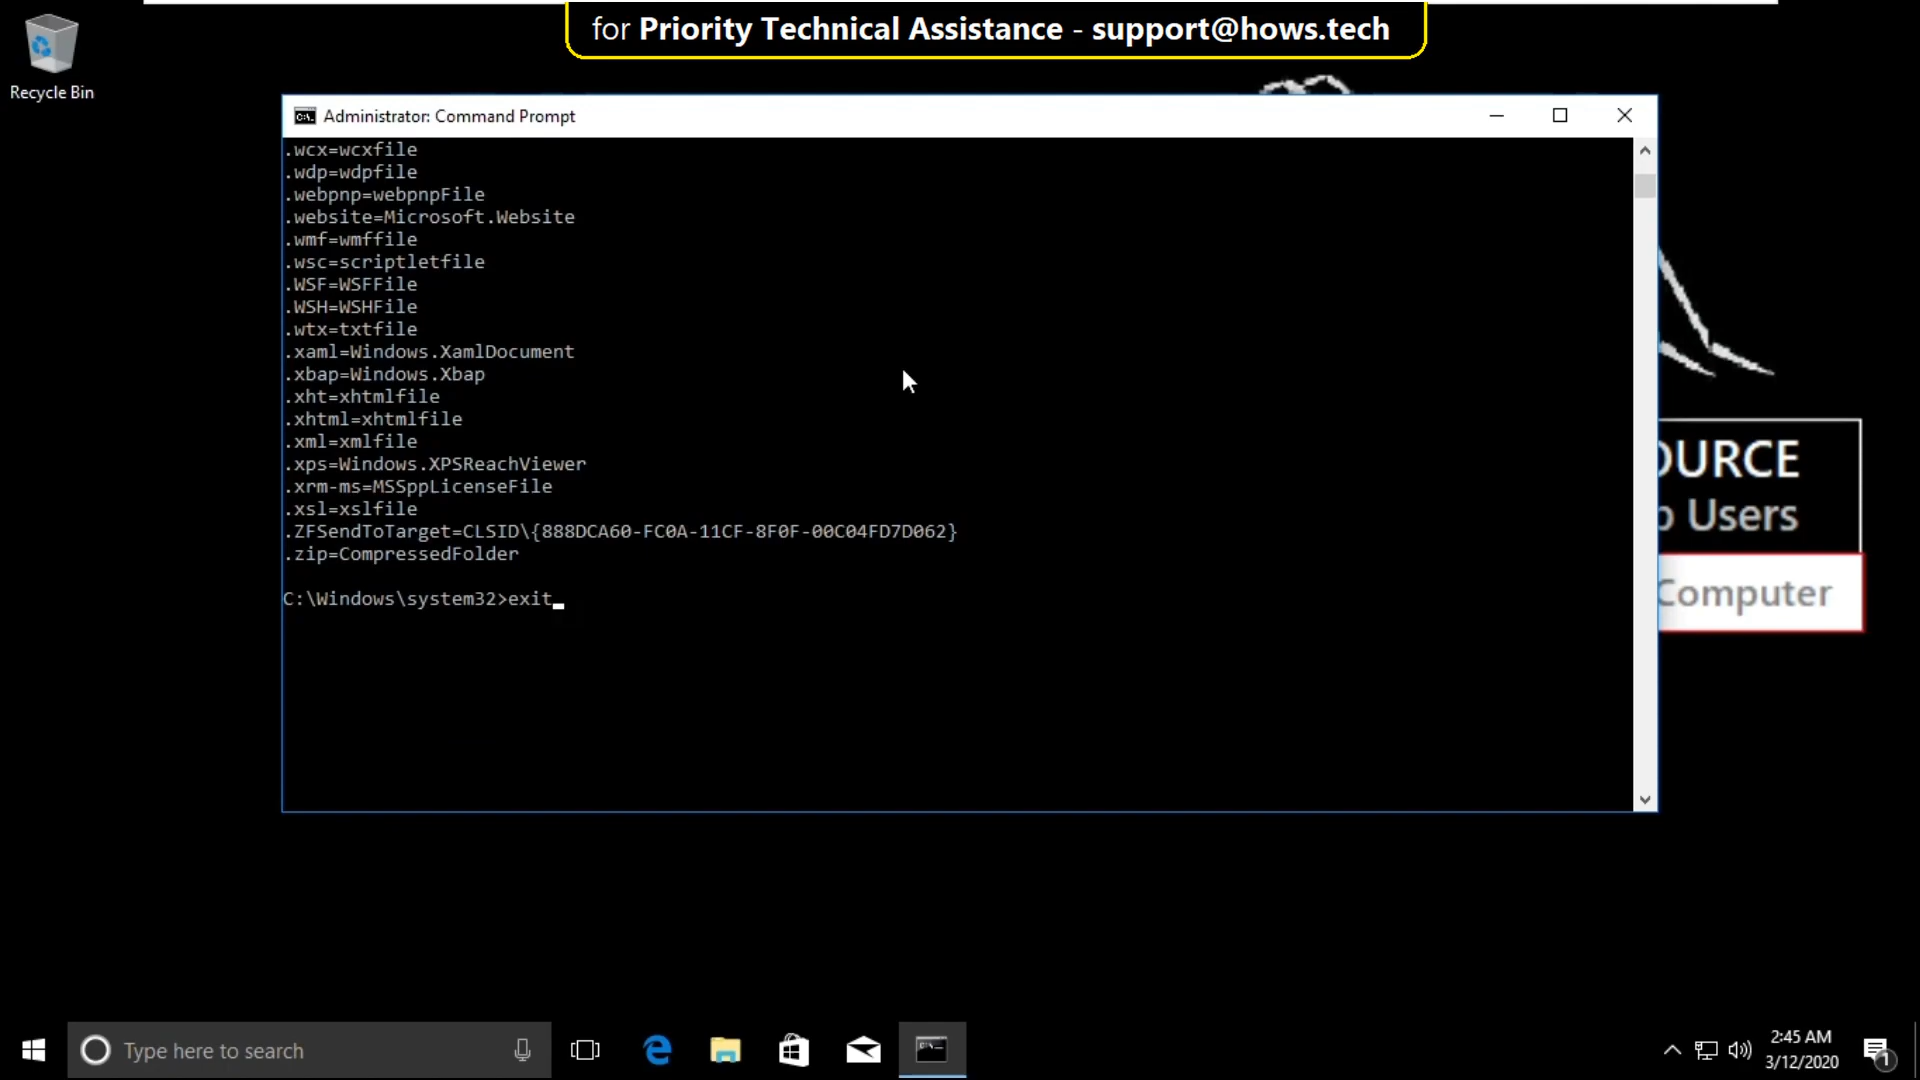 for Priority Technical Assistance - support@hows.tech
Recycle Bin
Administrator: Command Prompt
.wcx=wcxfile
.wdp=wdpfile
.webpnp=webpnpFile
.website=Microsoft.Website
.wmf=wmffile
.wsc=scriptletfile
.WSF=WSFFile
.WSH=WSHFile
.wtx=txtfile
.xaml=Windows.XamlDocument
.xbap=Windows.Xbap
.xht=xhtmlfile
.xhtml=xhtmlfile
.xml=xmlfile
.xps=Windows.XPSReachViewer
.xrm-ms=MSSppLicenseFile
.xsl=xslfile
.ZFSendToTarget=CLSID\{888DCA60-FC0A-11CF-8F0F-00C04FD7D062}
.zip=CompressedFolder
C:\Windows\system32>exit
OURCE
p Users
Computer
Type here to search
2:45 AM
3/12/2020
1